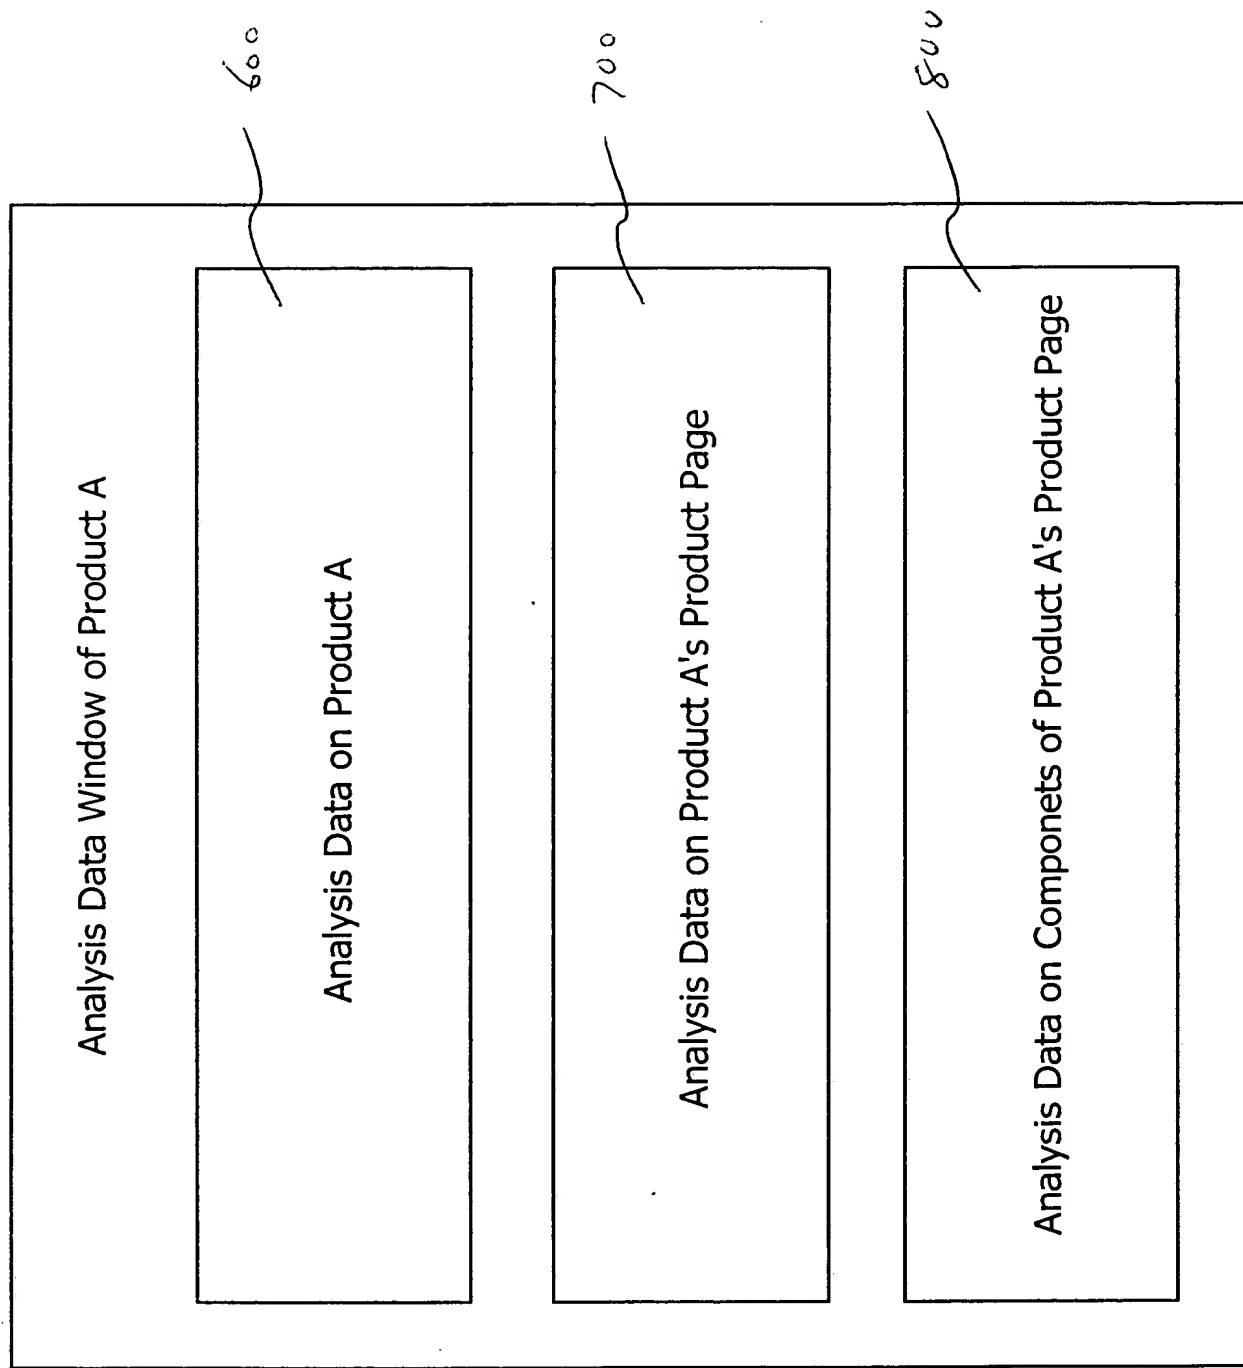 Analysis Data Window of Product A
Analysis Data on Product A
600
Analysis Data on Product A's Product Page
700
Analysis Data on Componets of Product A's Product Page
800